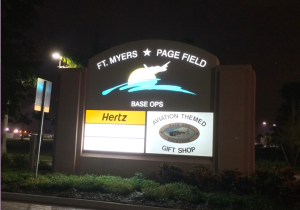 FT. MYERS ★ PAGE FIELD
BASE OPS
Hertz
AVIATION THEMED
GIFT SHOP